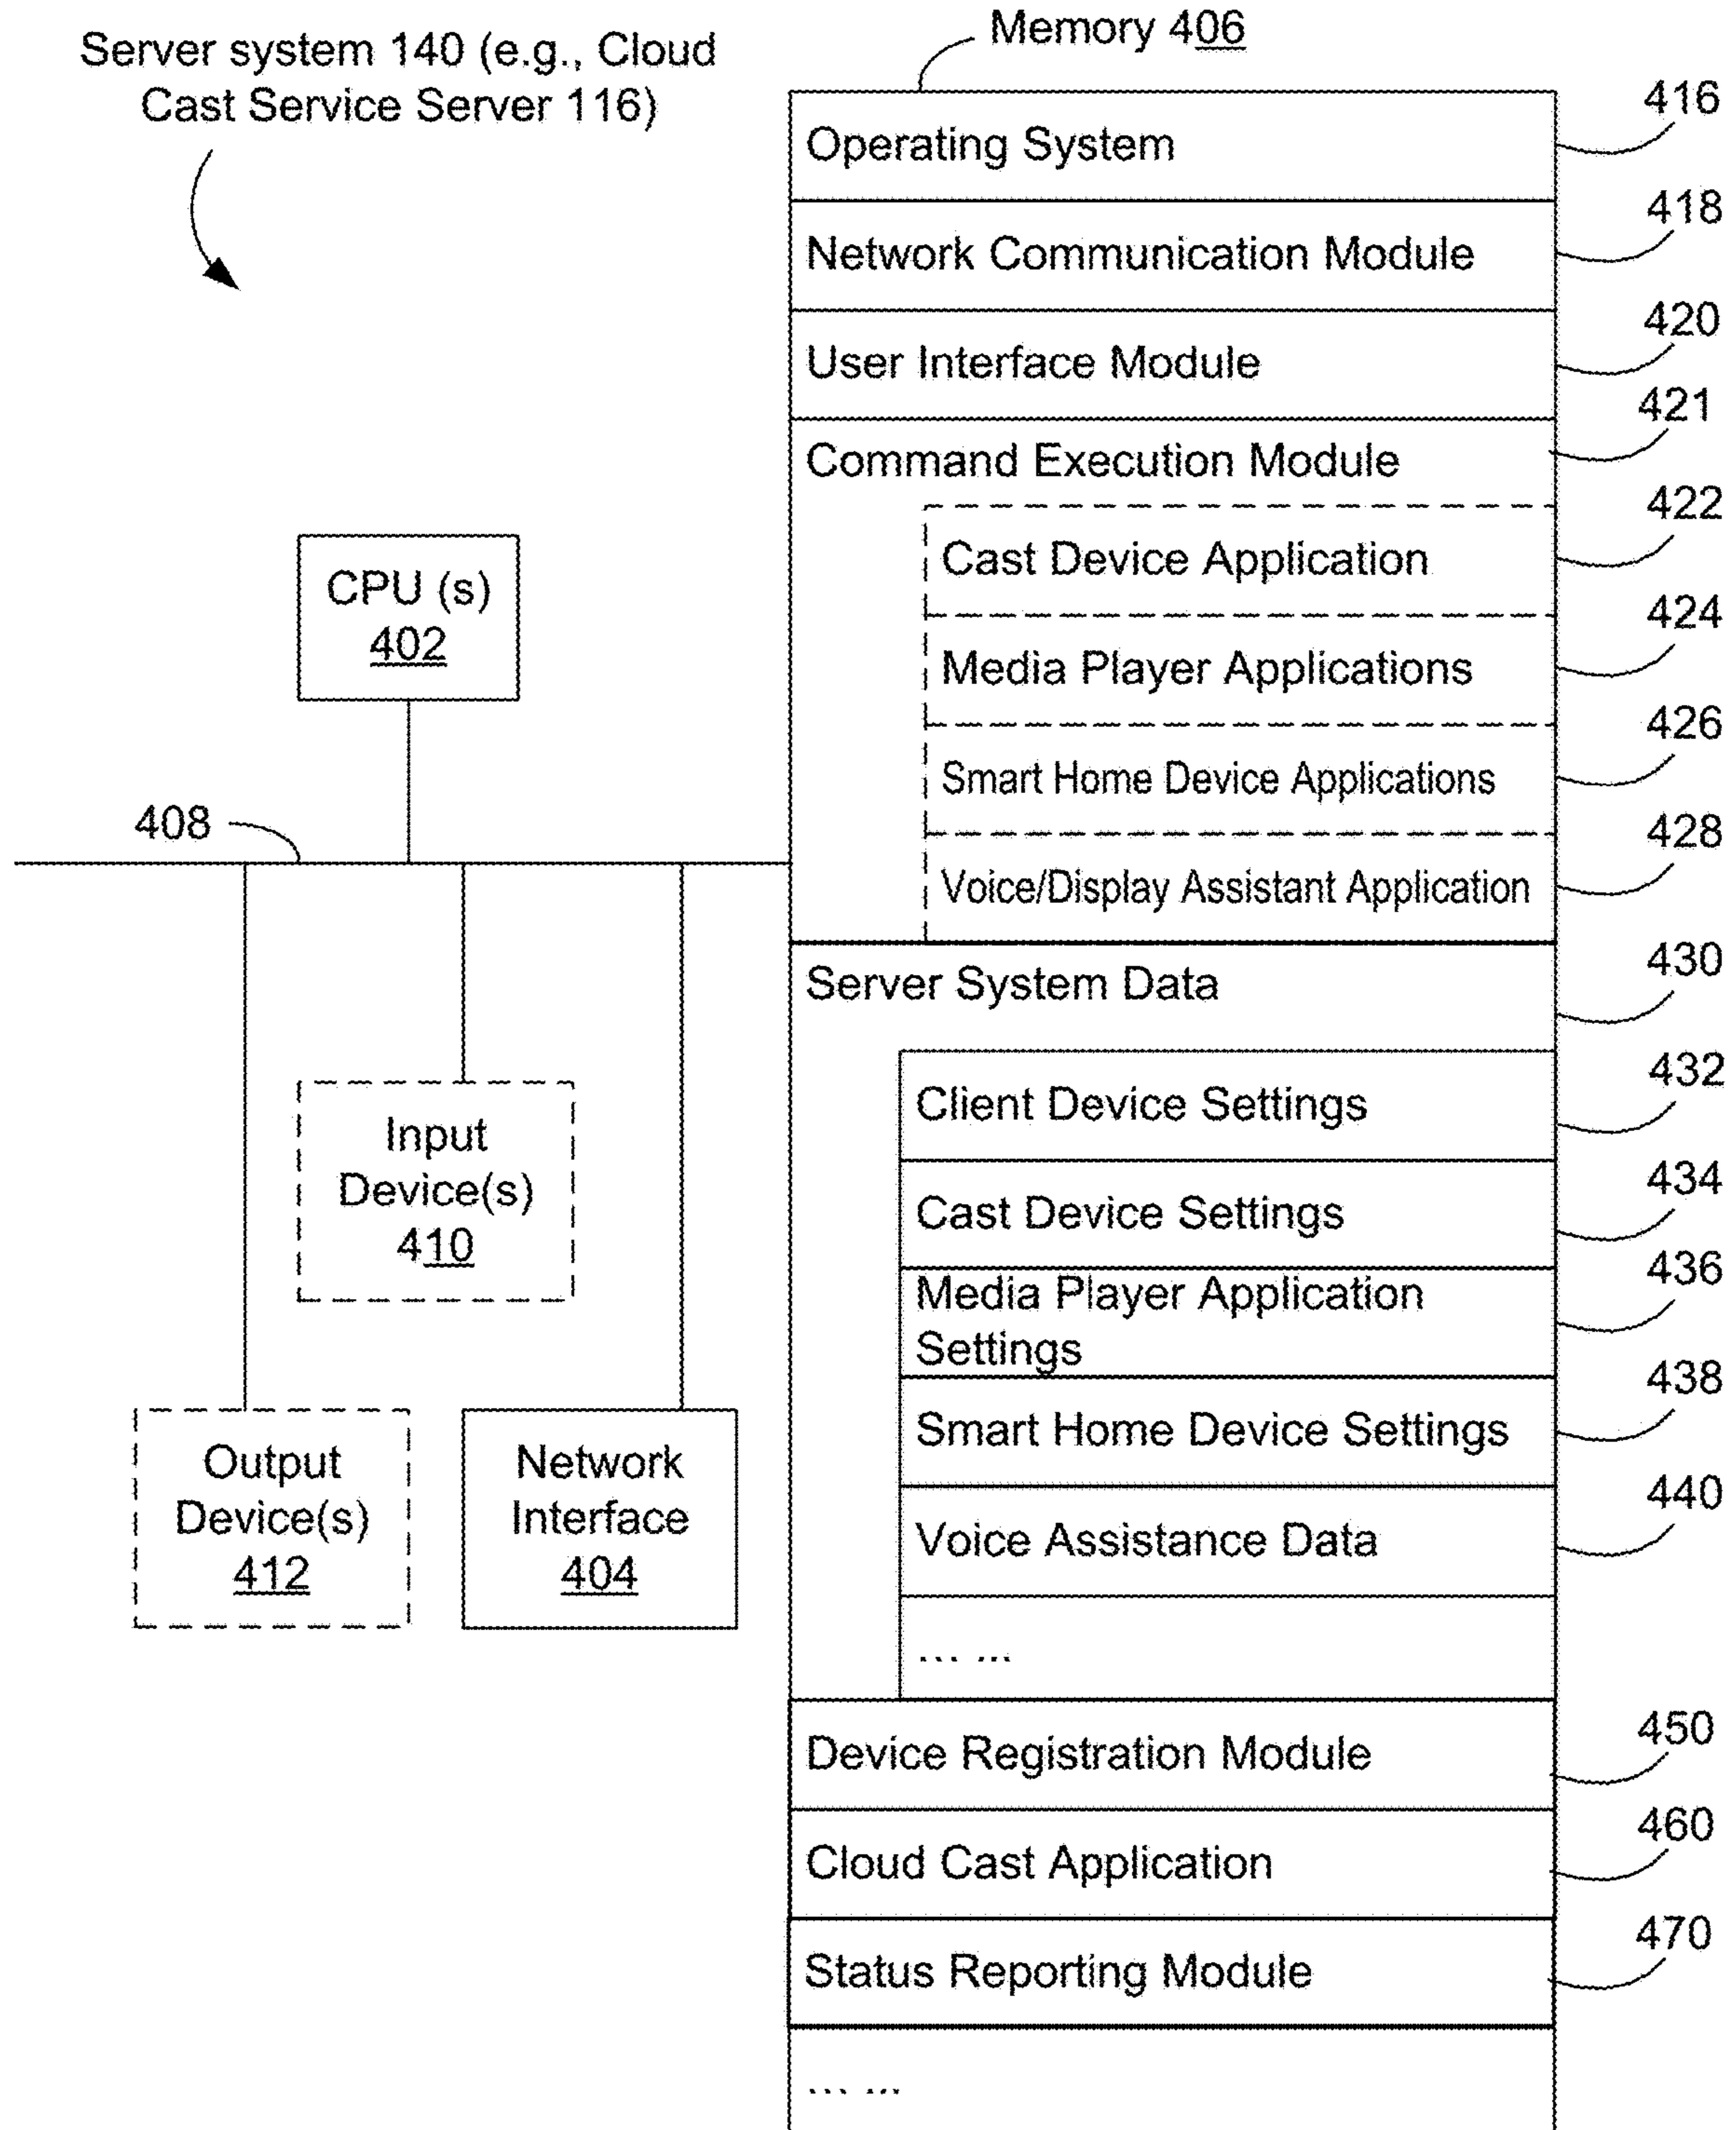 Server system 140 (e.g., Cloud
Cast Service Server 116)
Memory 406
Operating System
416
Network Communication Module
418
User Interface Module
420
Command Execution Module
421
Cast Device Application
422
Media Player Applications
424
Smart Home Device Applications
426
Voice/Display Assistant Application
428
CPU (s)
402
408
Input
Device(s)
410
Output
Device(s)
412
Network
Interface
404
Server System Data
430
Client Device Settings
432
Cast Device Settings
434
Media Player Application
Settings
436
Smart Home Device Settings
438
Voice Assistance Data
440
... ...
Device Registration Module
450
Cloud Cast Application
460
Status Reporting Module
470
... ...